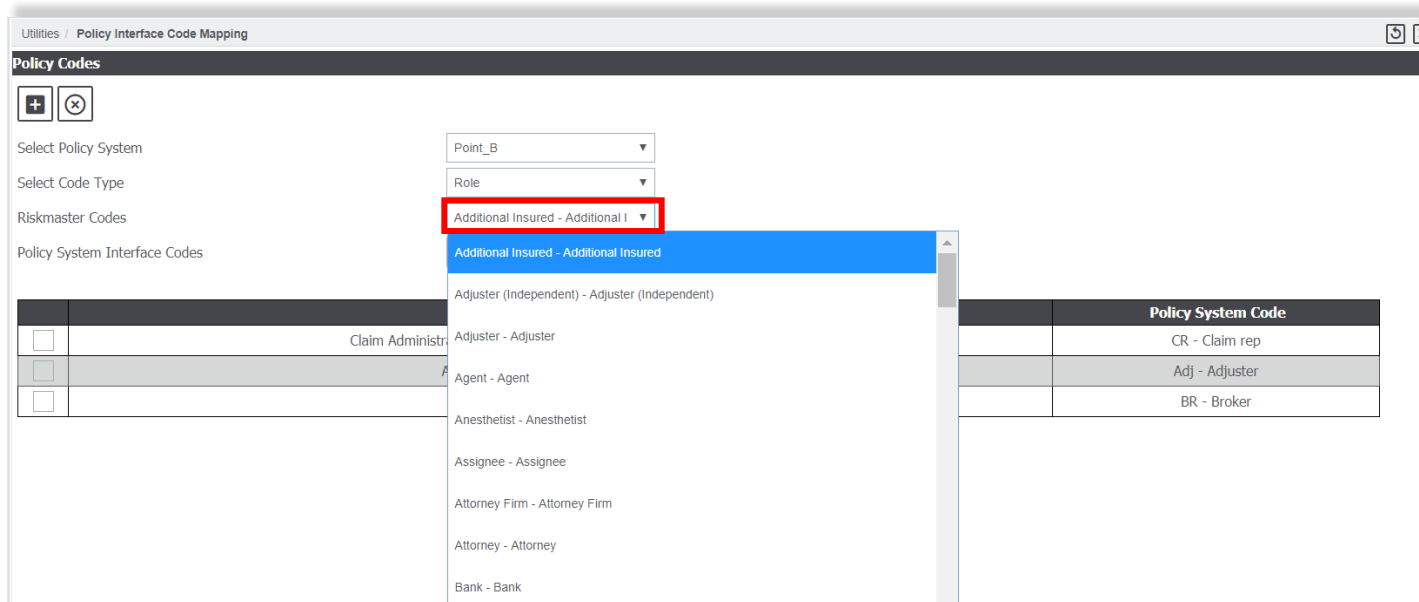 Utilities / Policy Interface Code Mapping
Policy Codes
Select Policy System Point_B
Select Code Type Role
Riskmaster Codes Additional Insured - Additional I
Policy System Interface Codes
Additional Insured - Additional Insured
Adjuster (Independent) - Adjuster (Independent)
Adjuster - Adjuster
Agent - Agent
Anesthetist - Anesthetist
Assignee - Assignee
Attorney Firm - Attorney Firm
Attorney - Attorney
Bank - Bank
Policy System Code
Claim Administra CR - Claim rep
A Adj - Adjuster
BR - Broker